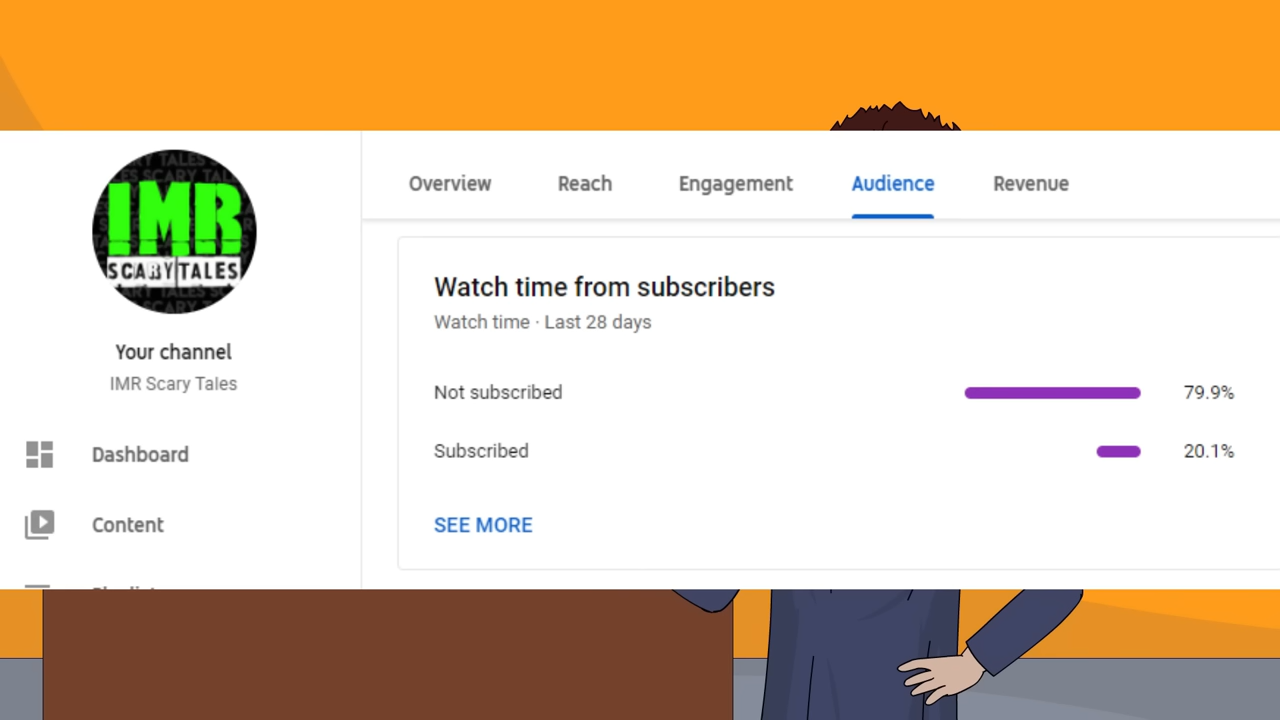 IMR
SCARY TALES
Your channel
IMR Scary Tales
Dashboard
Content
Overview
Reach
Engagement
Audience
Revenue
Watch time from subscribers
Watch time · Last 28 days
Not subscribed 79.9%
Subscribed 20.1%
SEE MORE